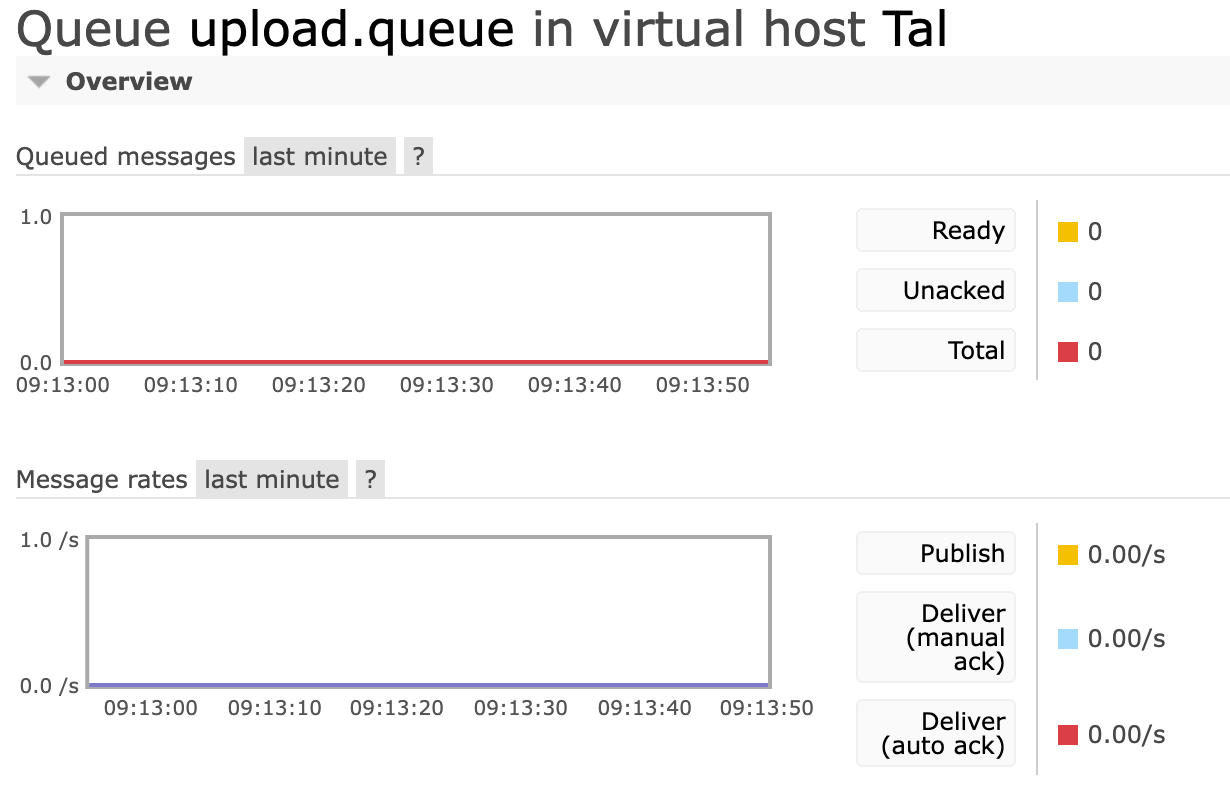 Queue upload.queue in virtual host Tal
Overview
Queued messages last minute ?
1.0
0.0
09:13:00 09:13:10 09:13:20 09:13:30 09:13:40 09:13:50
Ready 0
Unacked 0
Total 0
Message rates last minute ?
1.0 /s
0.0 /s
09:13:00 09:13:10 09:13:20 09:13:30 09:13:40 09:13:50
Publish 0.00/s
Deliver
(manual 0.00/s
ack)
Deliver
(auto ack) 0.00/s